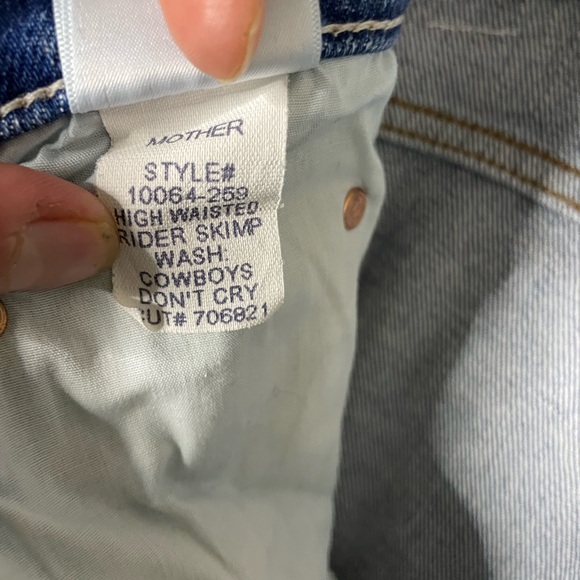 MOTHER
STYLE#
10064-259
HIGH WAISTED
RIDER SKIMP
WASH.
COWBOYS
DON'T CRY
CUT# 706821